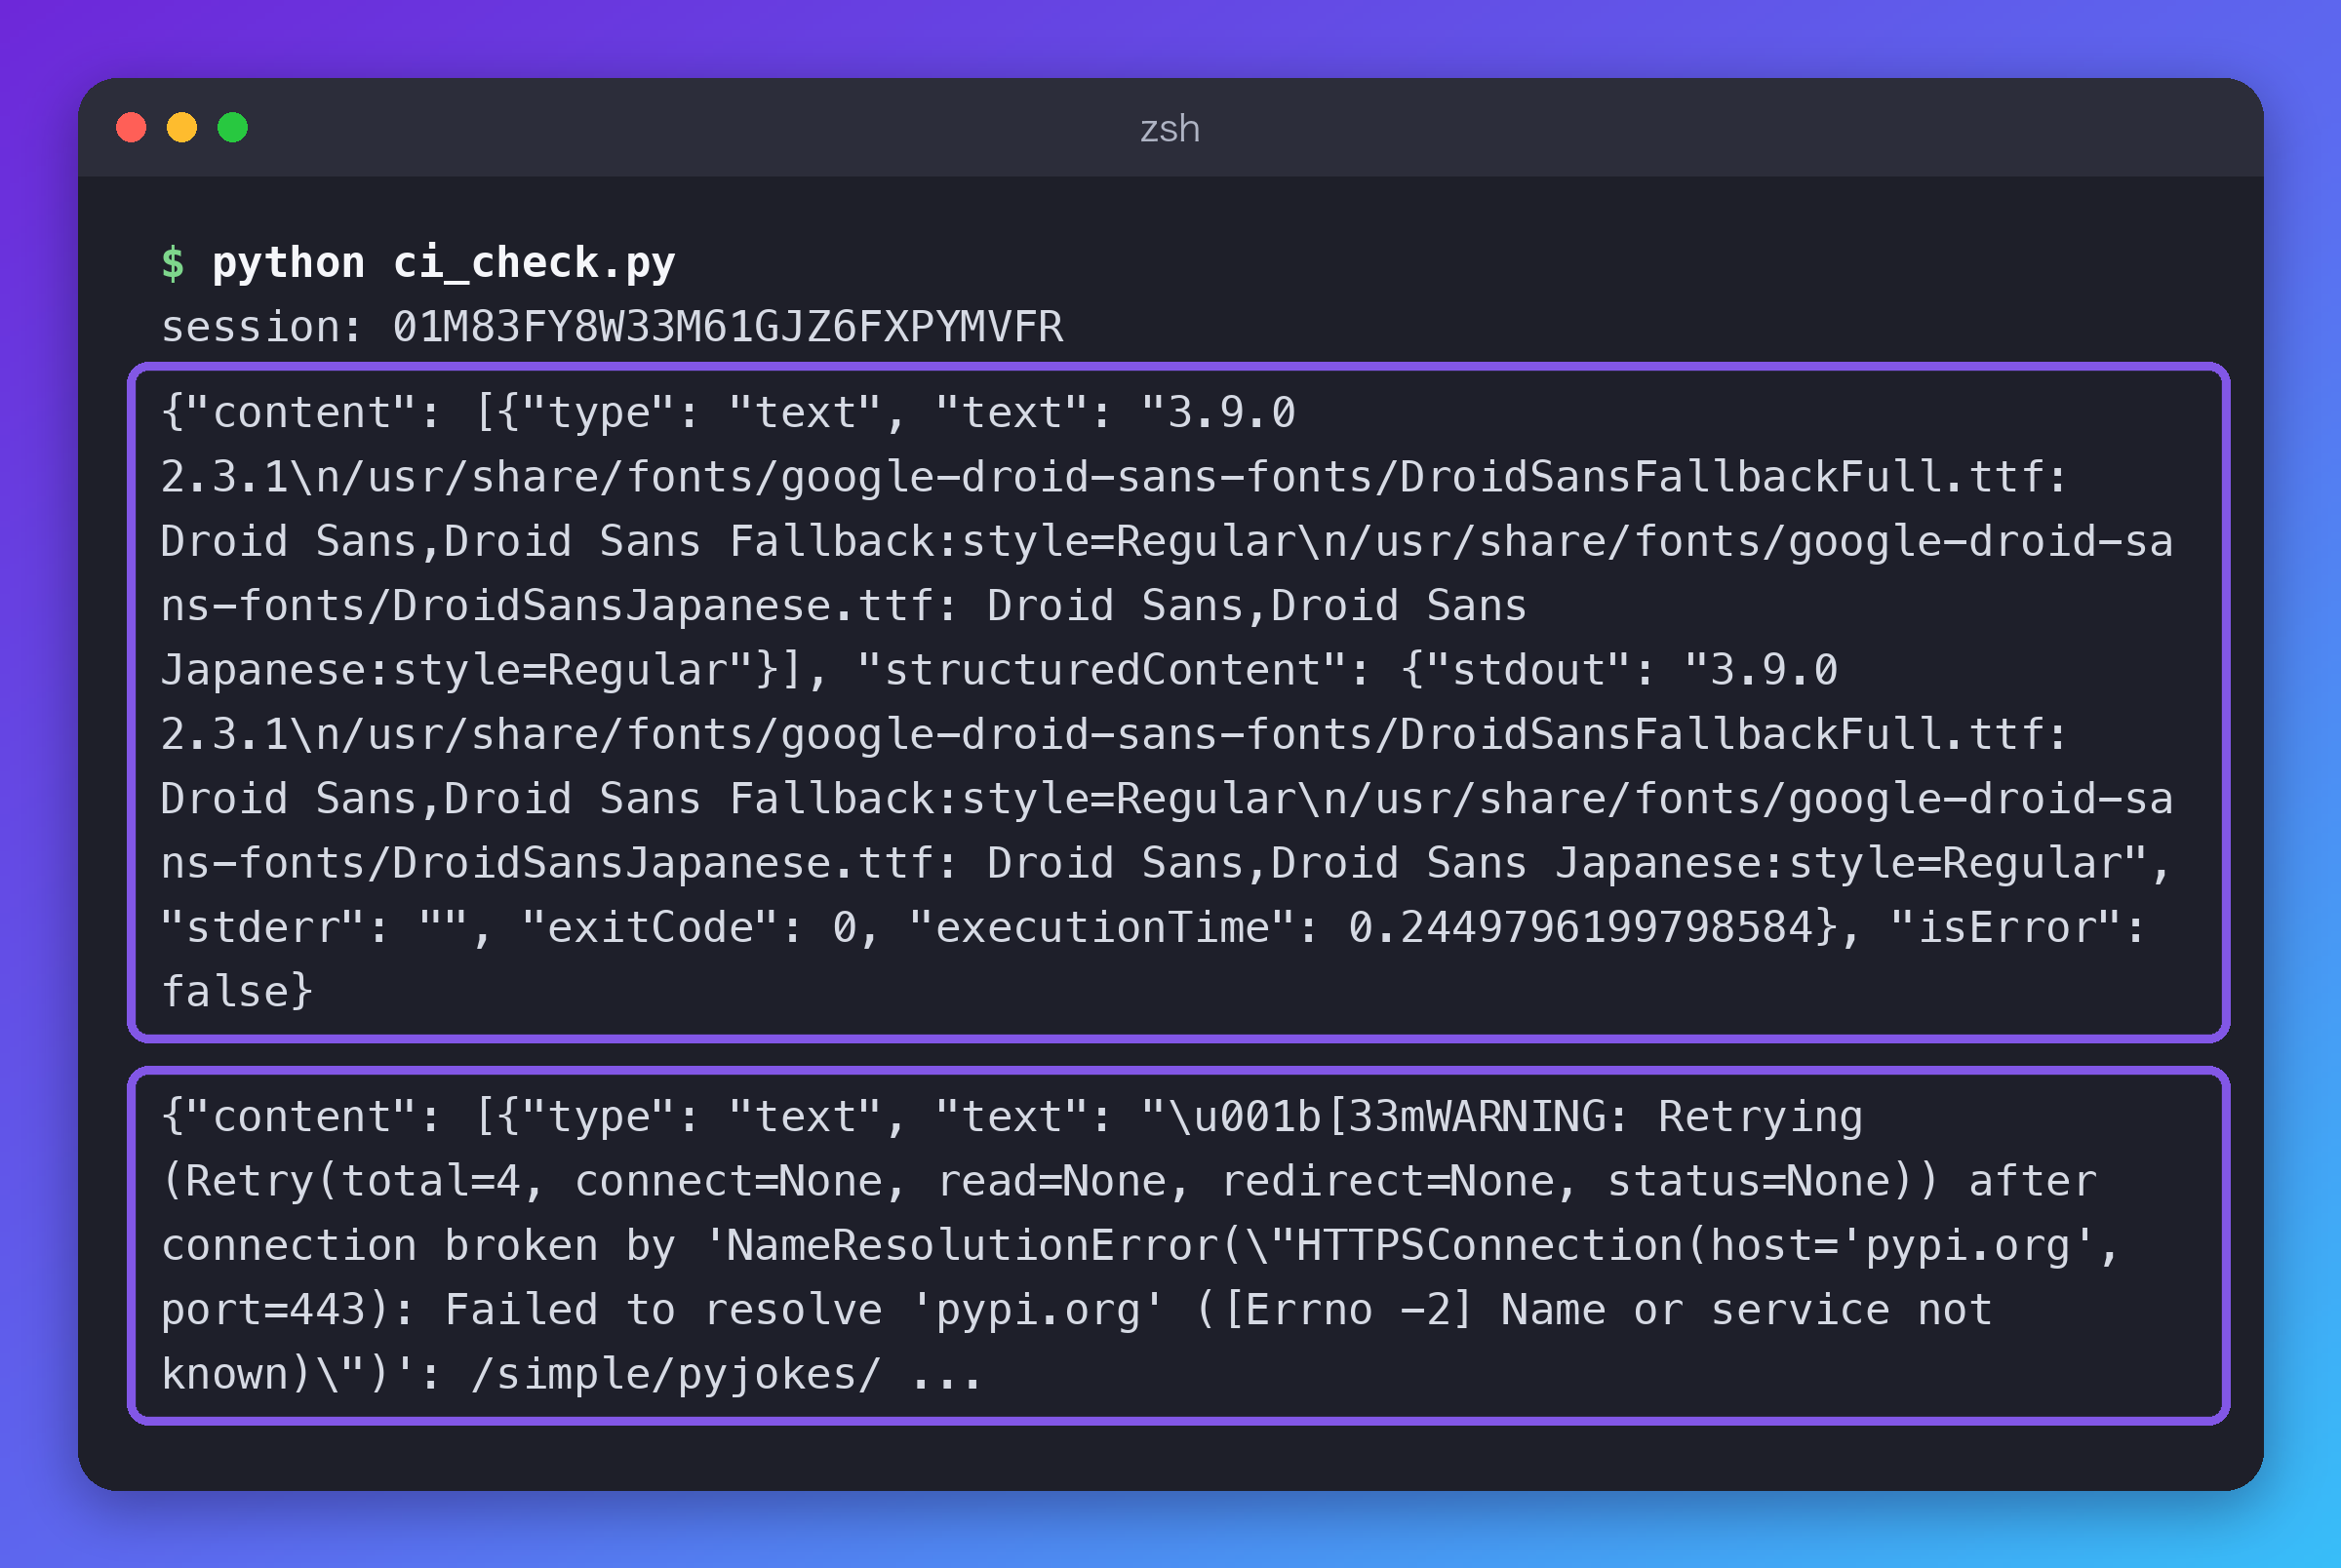 zsh
$ python ci_check.py
session: 01M83FY8W33M61GJZ6FXPYMVFR
{"content": [{"type": "text", "text": "3.9.0
2.3.1\n/usr/share/fonts/google-droid-sans-fonts/DroidSansFallbackFull.ttf:
Droid Sans,Droid Sans Fallback:style=Regular\n/usr/share/fonts/google-droid-sa
ns-fonts/DroidSansJapanese.ttf: Droid Sans,Droid Sans
Japanese:style=Regular"}], "structuredContent": {"stdout": "3.9.0
2.3.1\n/usr/share/fonts/google-droid-sans-fonts/DroidSansFallbackFull.ttf:
Droid Sans,Droid Sans Fallback:style=Regular\n/usr/share/fonts/google-droid-sa
ns-fonts/DroidSansJapanese.ttf: Droid Sans,Droid Sans Japanese:style=Regular",
"stderr": "", "exitCode": 0, "executionTime": 0.2449796199798584}, "isError":
false}
{"content": [{"type": "text", "text": "\u001b[33mWARNING: Retrying
(Retry(total=4, connect=None, read=None, redirect=None, status=None)) after
connection broken by 'NameResolutionError(\"HTTPSConnection(host='pypi.org',
port=443): Failed to resolve 'pypi.org' ([Errno -2] Name or service not
known)\")': /simple/pyjokes/ ...